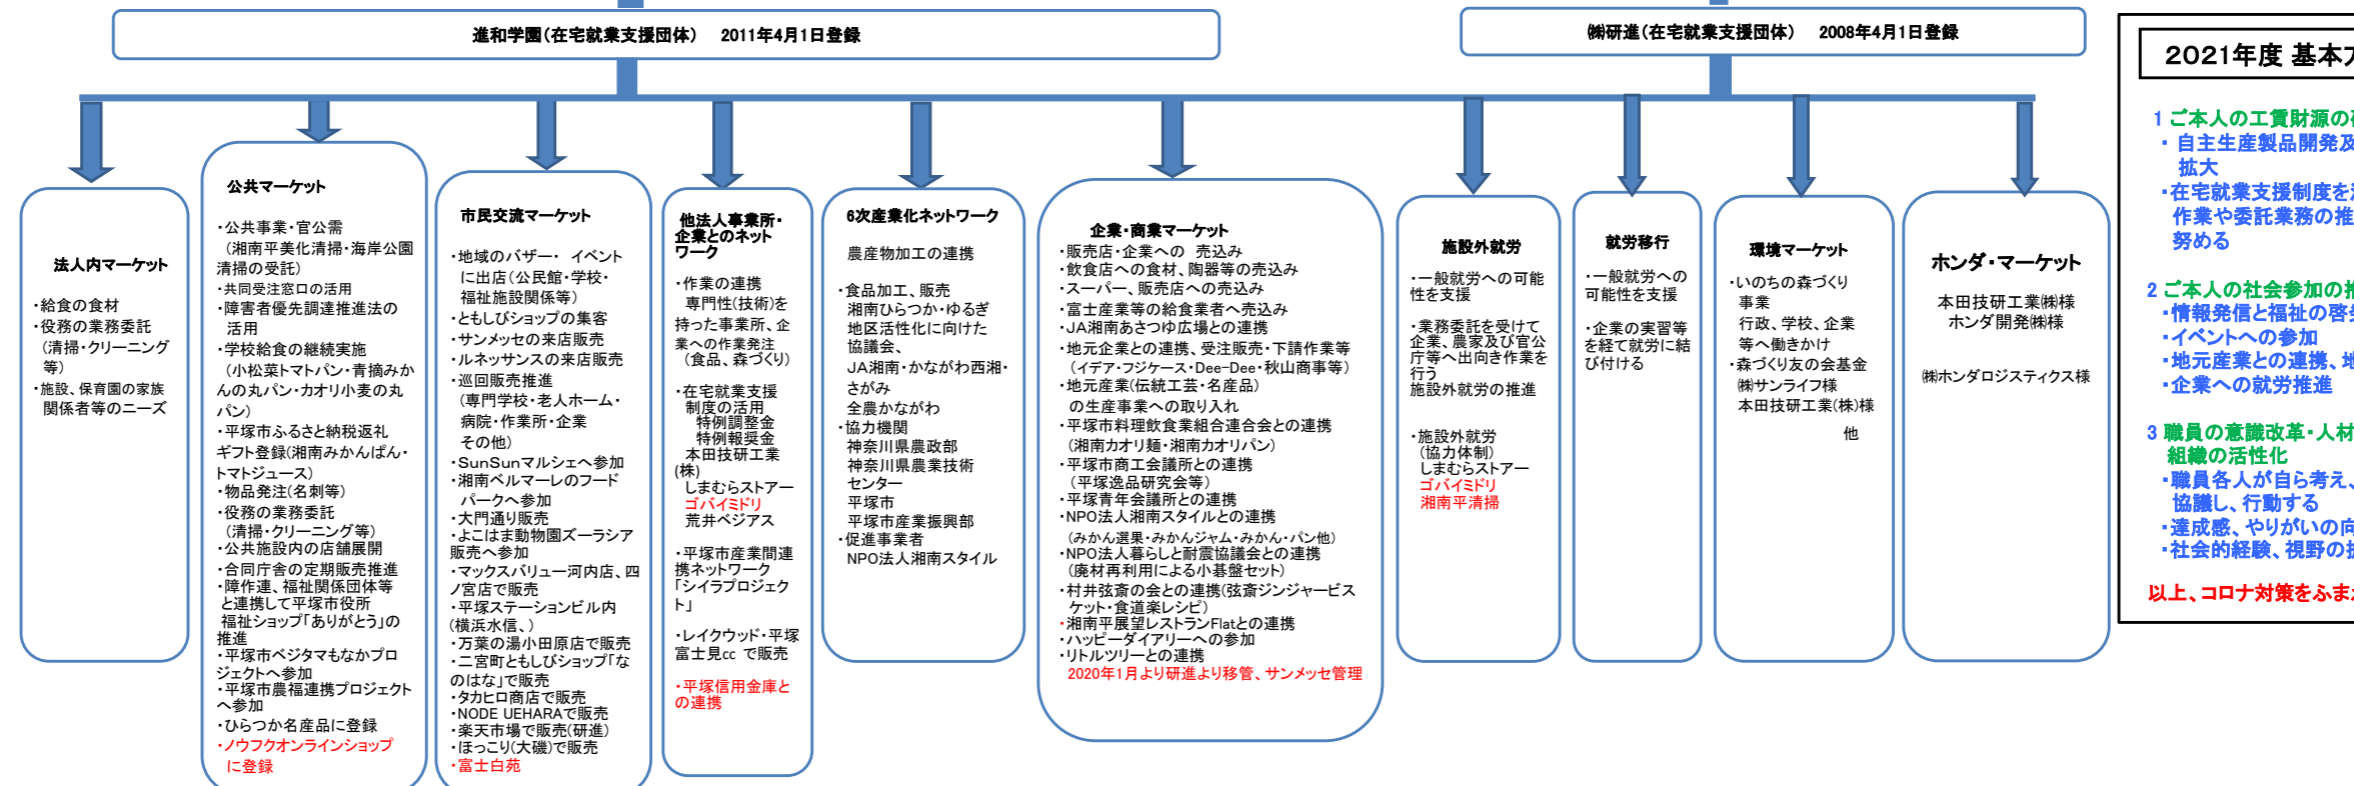 進和学園(在宅就業支援団体)　2011年4月1日登録
㈱研進(在宅就業支援団体)　2008年4月1日登録
法人内マーケット
・給食の食材
・役務の業務委託
(清掃・クリーニング
等)
・施設、保育園の家族
関係者等のニーズ
公共マーケット
・公共事業・官公需
(湘南平美化清掃・海岸公園
清掃の受託)
・共同受注窓口の活用
・障害者優先調達推進法の
活用
・学校給食の継続実施
(小松菜トマトパン・青摘みか
んの丸パン・カオリ小麦の丸
パン)
・平塚市ふるさと納税返礼
ギフト登録(湘南みかんぱん・
トマトジュース)
・物品発注(名刺等)
・役務の業務委託
(清掃・クリーニング等)
・公共施設内の店舗展開
・合同庁舎の定期販売推進
・障作連、福祉関係団体等
と連携して平塚市役所
福祉ショップ「ありがとう」の
推進
・平塚市ベジタマもなかプロ
ジェクトへ参加
・平塚市農福連携プロジェクト
へ参加
・ひらつか名産品に登録
・ノウフクオンラインショップ
に登録
市民交流マーケット
・地域のバザー・ イベント
に出店(公民館・学校・
福祉施設関係等)
・ともしびショップの集客
・サンメッセの来店販売
・ルネッサンスの来店販売
・巡回販売推進
(専門学校・老人ホーム・
病院・作業所・企業
その他)
・SunSunマルシェへ参加
・湘南ベルマーレのフード
パークへ参加
・大門通り販売
・よこはま動物園ズーラシア
販売へ参加
・マックスバリュー河内店、四
ノ宮店で販売
・平塚ステーションビル内
(横浜水信、)
・万葉の湯小田原店で販売
・二宮町ともしびショップ「な
のはな」で販売
・タカヒロ商店で販売
・NODE UEHARAで販売
・楽天市場で販売(研進)
・ほっこり(大磯)で販売
・富士白苑
他法人事業所・
企業とのネット
ワーク
・作業の連携
専門性(技術)を
持った事業所、企
業への作業発注
(食品、森づくり)
・在宅就業支援
制度の活用
特例調整金
特例報奨金
本田技研工業
(株)
しまむらストアー
ゴバイミドリ
荒井ベジアス
・平塚市産業間連
携ネットワーク
「シイラプロジェク
ト」
・レイクウッド・平塚
富士見cc で販売
・平塚信用金庫と
の連携
6次産業化ネットワーク
農産物加工の連携
・食品加工、販売
湘南ひらつか・ゆるぎ
地区活性化に向けた
協議会、
JA湘南・かながわ西湘・
さがみ
全農かながわ
・協力機関
神奈川県農政部
神奈川県農業技術
センター
平塚市
平塚市産業振興部
・促進事業者
NPO法人湘南スタイル
企業・商業マーケット
・販売店・企業への 売込み
・飲食店への食材、陶器等の売込み
・スーパー、販売店への売込み
・富士産業等の給食業者へ売込み
・JA湘南あさつゆ広場との連携
・地元企業との連携、受注販売・下請作業等
(イデア・フジケース・Dee-Dee・秋山商事等)
・地元産業(伝統工芸・名産品)
の生産事業への取り入れ
・平塚市料理飲食業組合連合会との連携
(湘南カオリ麺・湘南カオリパン)
・平塚市商工会議所との連携
(平塚逸品研究会等)
・平塚青年会議所との連携
・NPO法人湘南スタイルとの連携
(みかん選果・みかんジャム・みかん・パン他)
・NPO法人暮らしと耐震協議会との連携
(廃材再利用による小碁盤セット)
・村井弦斎の会との連携(弦斎ジンジャービス
ケット・食道楽レシピ)
・湘南平展望レストランFlatとの連携
・ハッピーダイアリーへの参加
・リトルツリーとの連携
2020年1月より研進より移管、サンメッセ管理
施設外就労
・一般就労への可能
性を支援
・業務委託を受けて
企業、農家及び官公
庁等へ出向き作業を
行う
施設外就労の推進
・施設外就労
(協力体制)
しまむらストアー
ゴバイミドリ
湘南平清掃
就労移行
・一般就労への
可能性を支援
・企業の実習等
を経て就労に結
び付ける
環境マーケット
・いのちの森づくり
事業
行政、学校、企業
等へ働きかけ
・森づくり友の会基金
㈱サンライフ様
本田技研工業(株)様
他
ホンダ・マーケット
本田技研工業㈱様
ホンダ開発㈱様
㈱ホンダロジスティクス様
2021年度 基本
1 ご本人の工賃財源の
・ 自主生産製品開発及
拡大
・在宅就業支援制度を
作業や委託業務の推
努める
2 ご本人の社会参加の
・情報発信と福祉の啓
・イベントへの参加
・地元産業との連携、
・企業への就労推進
3 職員の意識改革・人材
組織の活性化
・職員各人が自ら考え、
協議し、行動する
・達成感、やりがいの向
・社会的経験、視野の
以上、コロナ対策をふま